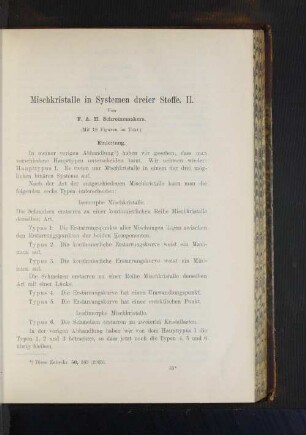 Mischkristalle in Systemen dreier Stoffe. II.
Von
F. A. H. Schreinemakers.
(Mit 13 Figuren im Text.)
Einleitung.
In meiner vorigen Abhandlung¹) haben wir gesehen, dass man
verschiedene Haupttypen unterscheiden kann. Wir nehmen wieder:
Haupttypus I. Es treten nur Mischkristalle in einem der drei mög-
lichen binären Systeme auf.
Nach der Art der ausgeschiedenen Mischkristalle kann man die
folgenden sechs Typen unterscheiden.
Isomorphe Mischkristalle.
Die Schmelzen erstarren zu einer kontinuierlichen Reihe Mischkristalle
derselben Art.
Typus 1. Die Erstarrungspunkte aller Mischungen liegen zwischen
den Erstarrungspunkten der beiden Komponenten.
Typus 2. Die kontinuierliche Erstarrungskurve weist ein Maxi-
mum auf.
Typus 3. Die kontinuierliche Erstarrungskurve weist ein Mini-
mum auf.
Die Schmelzen erstarren zu einer Reihe Mischkristalle derselben
Art mit einer Lücke.
Typus 4. Die Erstarrungskurve hat einen Umwandlungspunkt.
Typus 5. Die Erstarrungskurve hat einen eutektischen Punkt.
Isodimorphe Mischkristalle.
Typus 6. Die Schmelzen erstarren zu zweierlei Kristallarten.
In der vorigen Abhandlung haben wir von dem Haupttypus I die
Typen 1, 2 und 3 betrachtet, so dass jetzt noch die Typen 4, 5 und 6
übrig bleiben.
¹) Diese Zeitschr. 50,